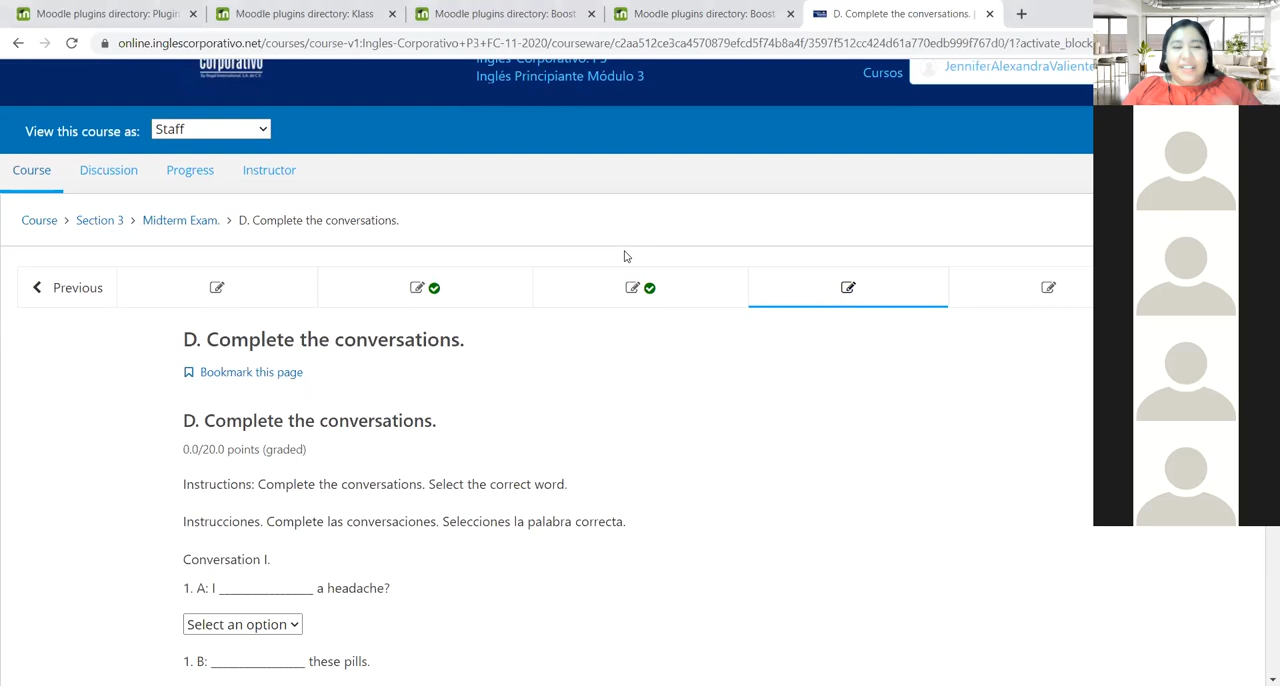 Moodle plugins directory: Plugin
Moodle plugins directory: Klass
Moodle plugins directory: Boost
Moodle plugins directory: Boost
D. Complete the conversations. |
online.inglescorporativo.net/courses/course-v1:Ingles-Corporativo+P3+FC-11-2020/courseware/c2aa512ce3ca4570879efcd5f74b8a4f/3597f512cc424d61a770edb999f767d0/1?activate_block
Corporativo
Ingles-Corporativo: P3
Inglés Principiante Módulo 3
Cursos
JenniferAlexandraValiente
View this course as:
Staff
Course
Discussion
Progress
Instructor
Course > Section 3 > Midterm Exam. > D. Complete the conversations.
Previous
D. Complete the conversations.
Bookmark this page
D. Complete the conversations.
0.0/20.0 points (graded)
Instructions: Complete the conversations. Select the correct word.
Instrucciones. Complete las conversaciones. Selecciones la palabra correcta.
Conversation I.
1. A: I ______________ a headache?
Select an option
1. B: ______________ these pills.